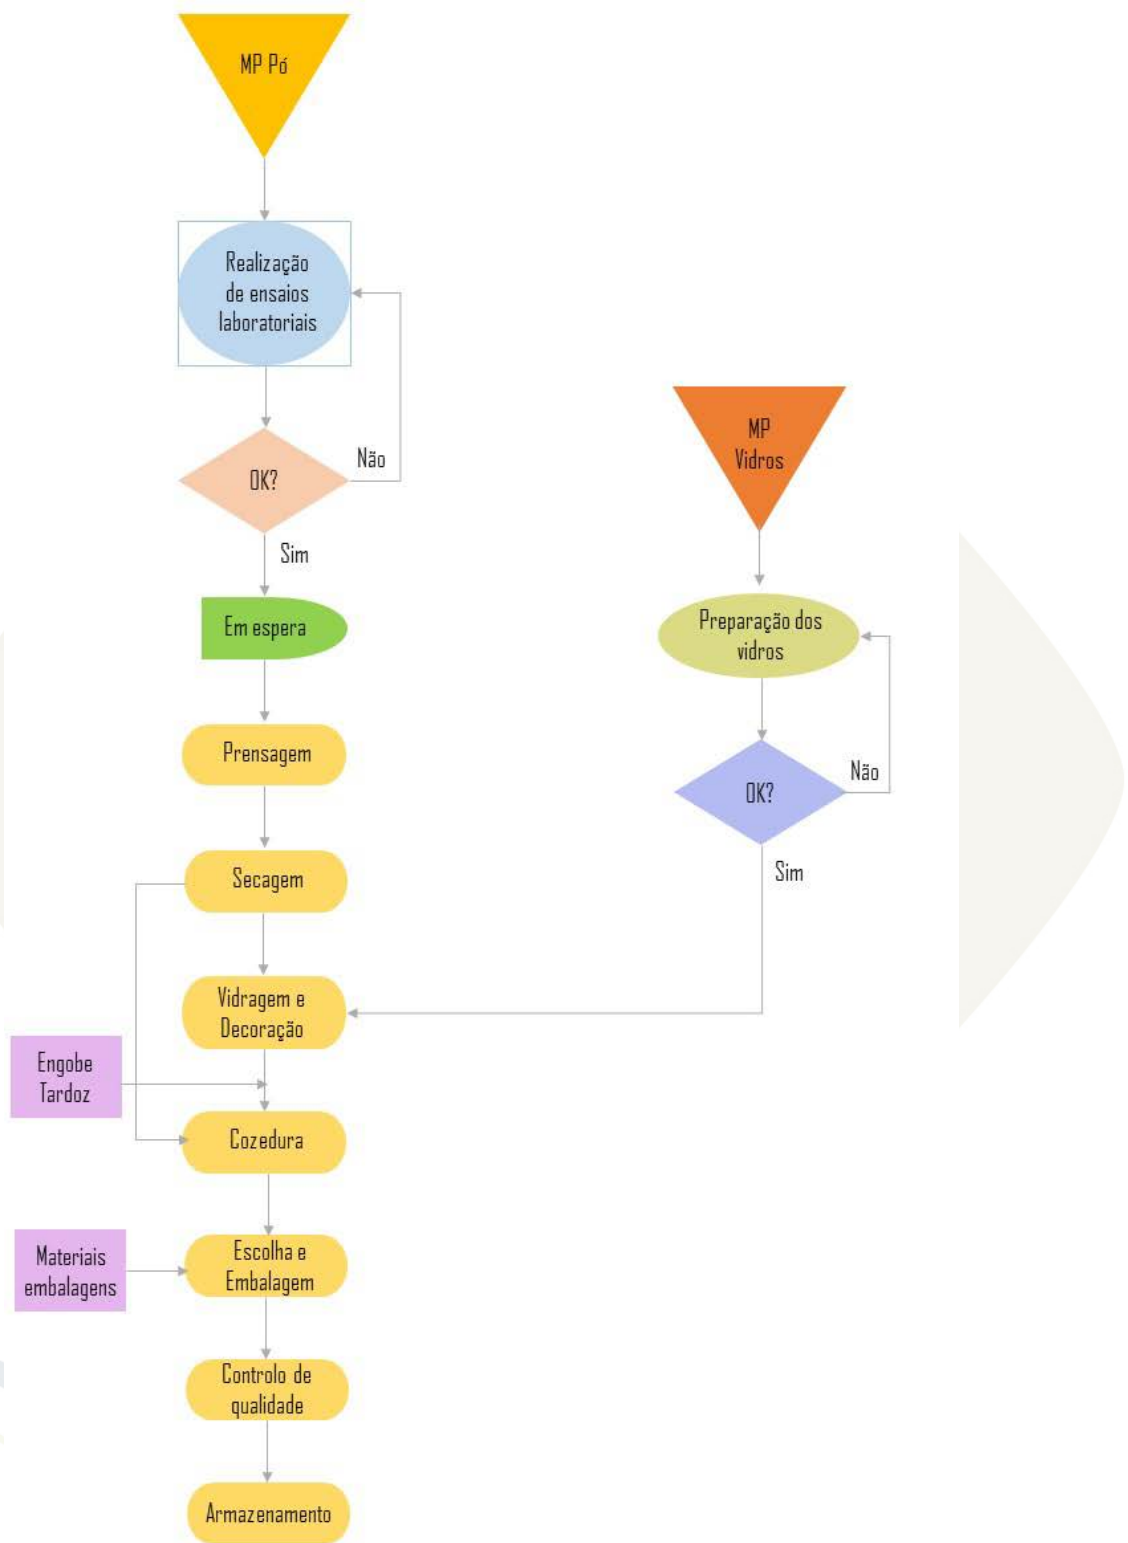 MP Pó
Realização
de ensaios
laboratoriais
OK?
Não
Sim
Em espera
Prensagem
Secagem
Vidragem e
Decoração
Engobe
Tardoz
Cozedura
Materiais
embalagens
Escolha e
Embalagem
Controlo de
qualidade
Armazenamento
MP
Vidros
Preparação dos
vidros
OK?
Não
Sim